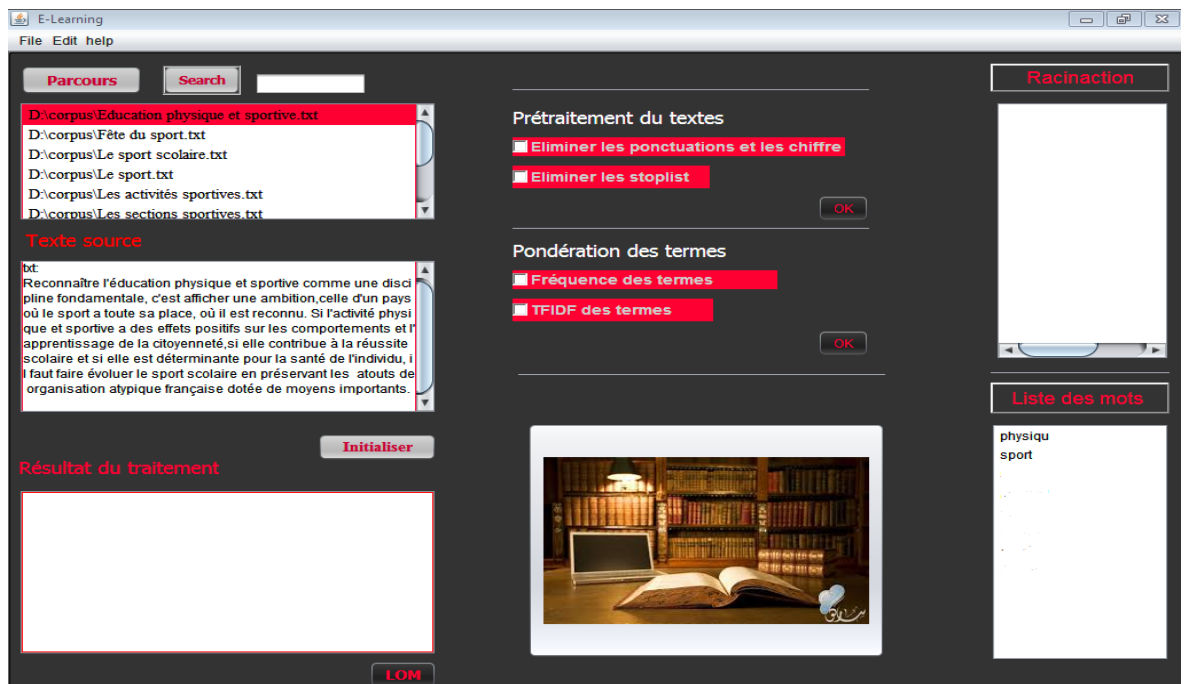 E-Learning
File Edit help
Parcours
Search
D:\corpus\Education physique et sportive.txt
D:\corpus\Fête du sport.txt
D:\corpus\Le sport scolaire.txt
D:\corpus\Le sport.txt
D:\corpus\Les activités sportives.txt
D:\corpus\Les sections sportives.txt
Texte source
txt:
Reconnaître l'éducation physique et sportive comme une disci
pline fondamentale, c'est afficher une ambition,celle d'un pays
où le sport a toute sa place, où il est reconnu. Si l'activité physi
que et sportive a des effets positifs sur les comportements et l'
apprentissage de la citoyenneté,si elle contribue à la réussite
scolaire et si elle est déterminante pour la santé de l'individu, i
l faut faire évoluer le sport scolaire en préservant les atouts de
organisation atypique française dotée de moyens importants.
Initialiser
Résultat du traitement
LOM
Prétraitement du textes
Eliminer les ponctuations et les chiffre
Eliminer les stoplist
OK
Pondération des termes
Fréquence des termes
TFIDF des termes
OK
Racinaction
Liste des mots
physiqu
sport